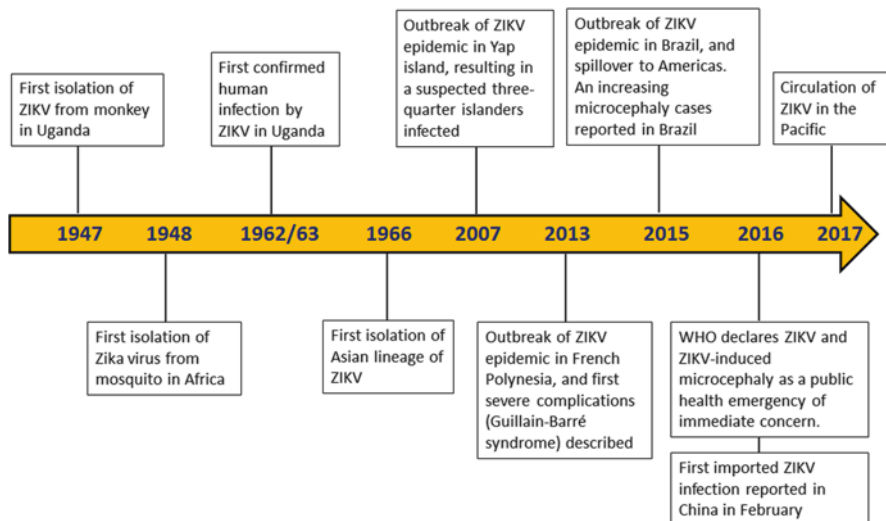 First isolation of
ZIKV from monkey
in Uganda
First confirmed
human
infection by
ZIKV in Uganda
Outbreak of ZIKV
epidemic in Yap
island, resulting in
a suspected three-
quarter islanders
infected
Outbreak of ZIKV
epidemic in Brazil, and
spillover to Americas.
An increasing
microcephaly cases
reported in Brazil
Circulation of
ZIKV in the
Pacific
1947 1948 1962/63 1966 2007 2013 2015 2016 2017
First isolation of
Zika virus from
mosquito in Africa
First isolation of
Asian lineage of
ZIKV
Outbreak of ZIKV
epidemic in French
Polynesia, and first
severe complications
(Guillain-Barré
syndrome) described
WHO declares ZIKV and
ZIKV-induced
microcephaly as a public
health emergency of
immediate concern.
First imported ZIKV
infection reported in
China in February